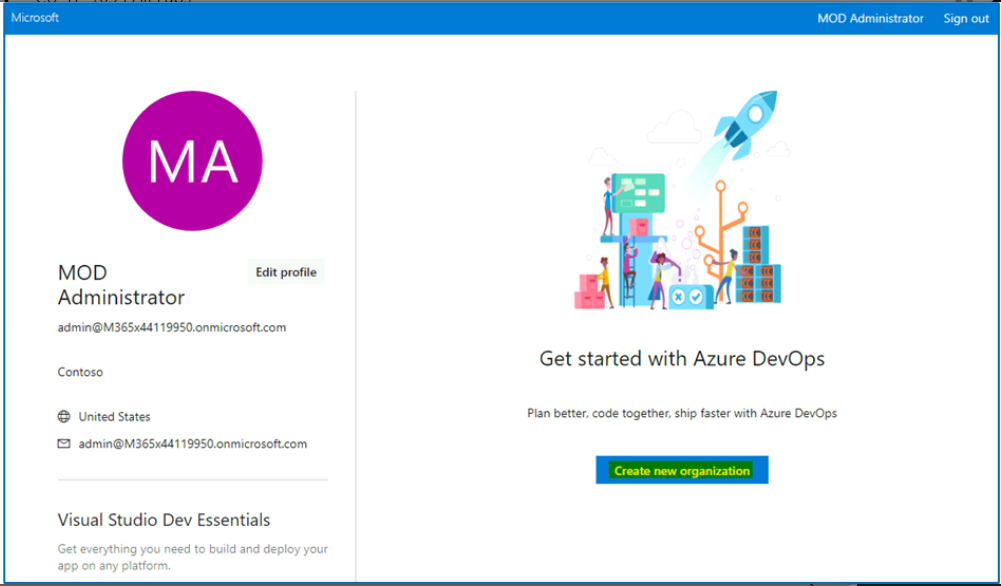 Microsoft
MOD Administrator Sign out
MA
MOD
Administrator
Edit profile
admin@M365x44119950.onmicrosoft.com
Contoso
United States
admin@M365x44119950.onmicrosoft.com
Visual Studio Dev Essentials
Get everything you need to build and deploy your
app on any platform.
Get started with Azure DevOps
Plan better, code together, ship faster with Azure DevOps
Create new organization